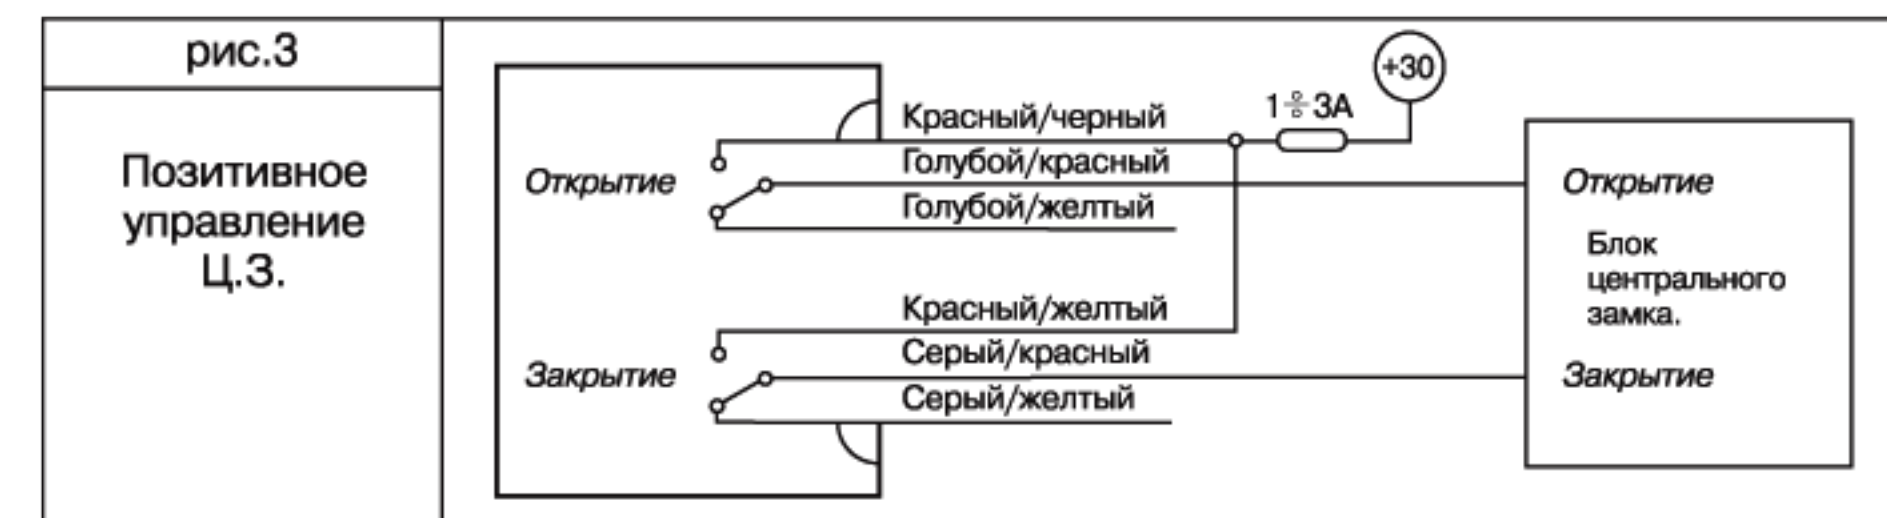 рис.3
Позитивное
управление
Ц.З.
Открытие
Закрытие
Красный/черный
Голубой/красный
Голубой/желтый
Красный/желтый
Серый/красный
Серый/желтый
1÷3А
+30
Открытие
Блок
центрального
замка.
Закрытие